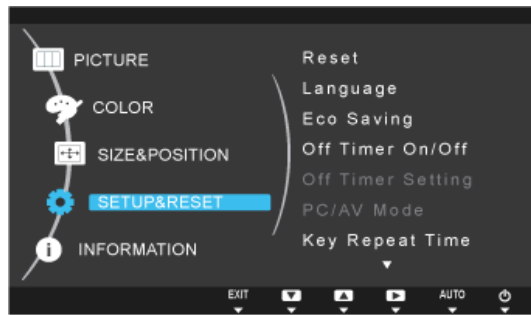 PICTURE
COLOR
SIZE&POSITION
SETUP&RESET
INFORMATION
Reset
Language
Eco Saving
Off Timer On/Off
Off Timer Setting
PC/AV Mode
Key Repeat Time
EXIT
AUTO